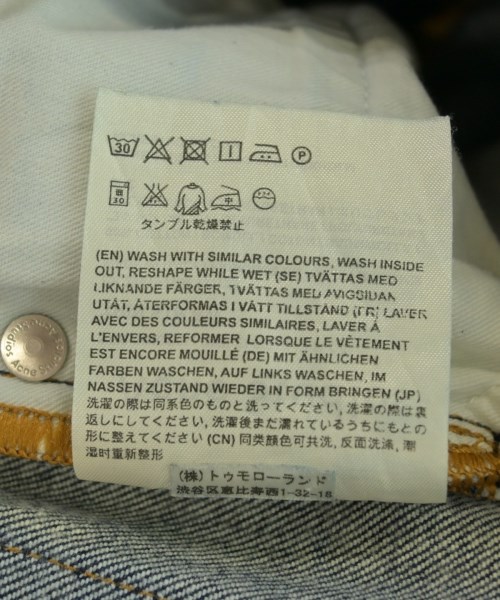 30
P
30
中
タンブル乾燥禁止
(EN) WASH WITH SIMILAR COLOURS, WASH INSIDE
OUT, RESHAPE WHILE WET (SE) TVÄTTAS MED
LIKNANDE FÄRGER, TVÄTTAS MED AVIGSIDAN
UTÅT, ÅTERFORMAS I VÅTT TILLSTÅND (FR) LAVER
AVEC DES COULEURS SIMILAIRES, LAVER À
L'ENVERS, REFORMER LORSQUE LE VÊTEMENT
EST ENCORE MOUILLÉ (DE) MIT ÄHNLICHEN
FARBEN WASCHEN, AUF LINKS WASCHEN, IM
NASSEN ZUSTAND WIEDER IN FORM BRINGEN (JP)
洗濯の際は同系色のものと洗ってください, 洗濯の際は裏
返しにしてください, 洗濯後まだ濡れているうちにもとの
形に整えてください (CN) 同类颜色可共洗, 反面洗涤, 潮
湿时重新整形
(株)トゥモローランド
渋谷区恵比寿西1-32-18
Acne Studios